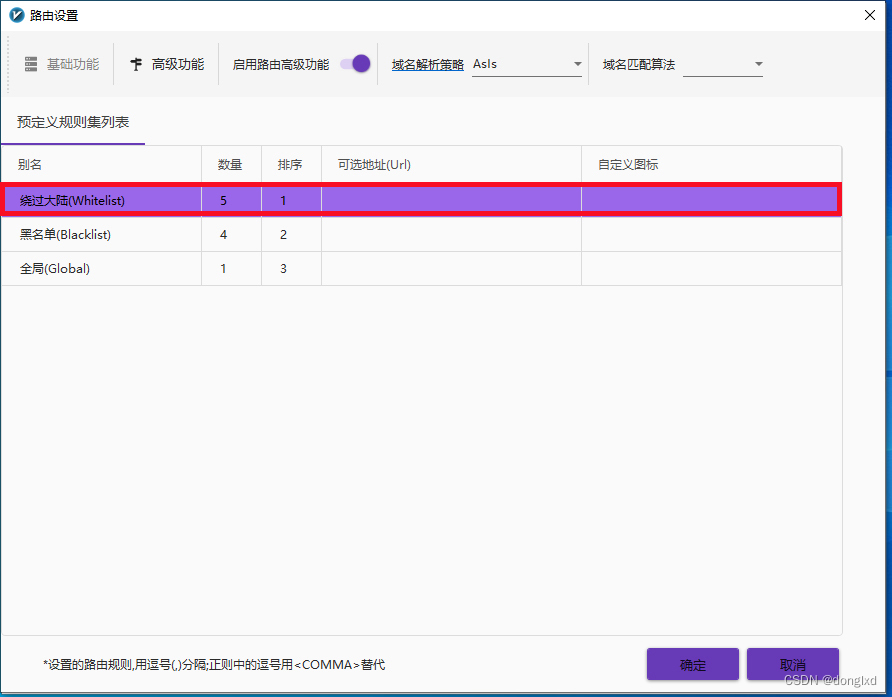 路由设置
基础功能 高级功能 启用路由高级功能 域名解析策略 AsIs 域名匹配算法
预定义规则集列表
别名 数量 排序 可选地址(Url) 自定义图标
绕过大陆(Whitelist) 5 1
黑名单(Blacklist) 4 2
全局(Global) 1 3
*设置的路由规则,用逗号(,)分隔;正则中的逗号用<COMMA>替代 确定 取消
CSDN @donglxd